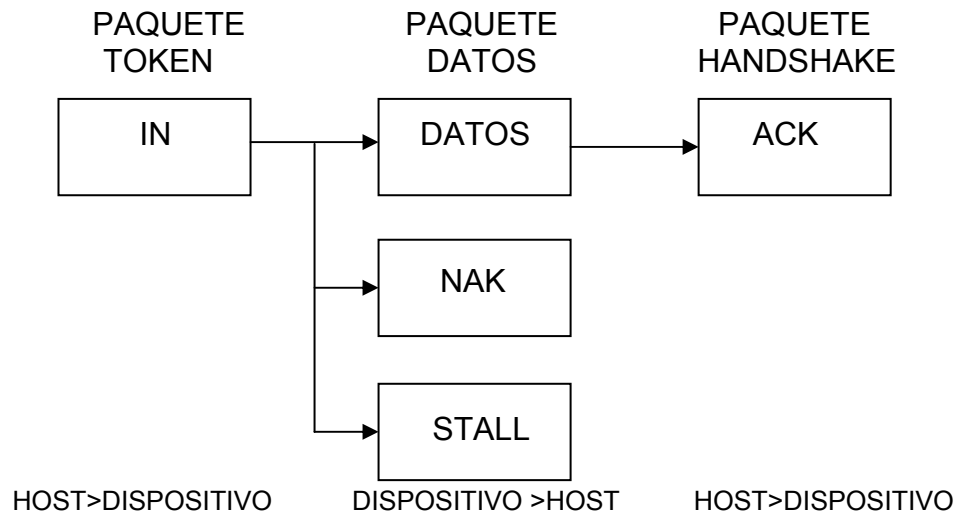 PAQUETE
TOKEN
PAQUETE
DATOS
PAQUETE
HANDSHAKE
IN
DATOS
ACK
NAK
STALL
HOST>DISPOSITIVO
DISPOSITIVO >HOST
HOST>DISPOSITIVO